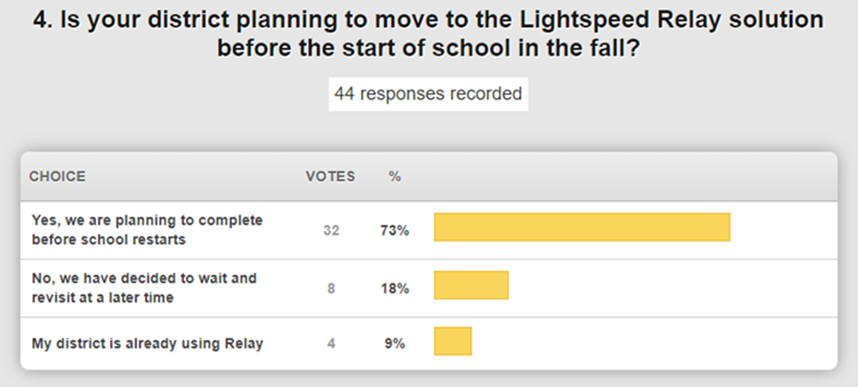 4. Is your district planning to move to the Lightspeed Relay solution
before the start of school in the fall?
44 responses recorded
CHOICE VOTES %
Yes, we are planning to complete
before school restarts
32 73%
No, we have decided to wait and
revisit at a later time
8 18%
My district is already using Relay 4 9%